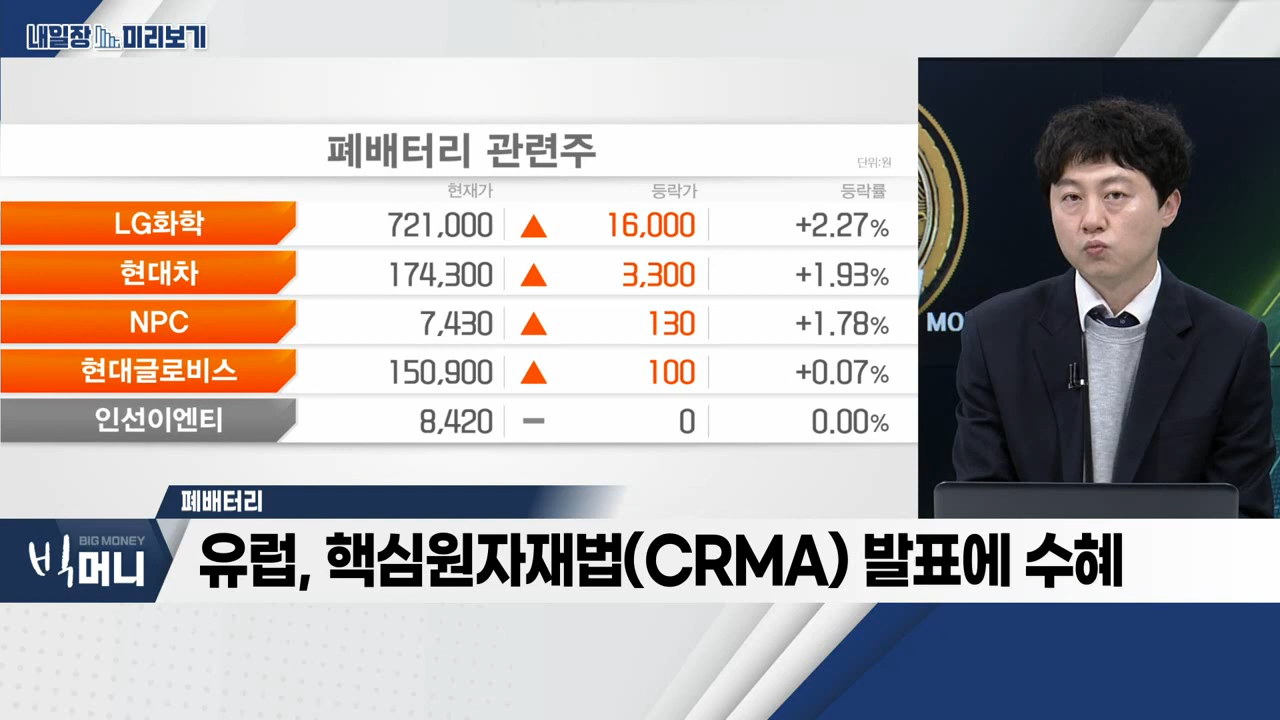 내일장 미리보기
폐배터리 관련주
단위:원
현재가 등락가 등락률
LG화학 721,000 ▲ 16,000 +2.27%
현대차 174,300 ▲ 3,300 +1.93%
NPC 7,430 ▲ 130 +1.78%
현대글로비스 150,900 ▲ 100 +0.07%
인선이엔티 8,420 - 0 0.00%
MO
폐배터리
BIG MONEY
빅머니
유럽, 핵심원자재법(CRMA) 발표에 수혜